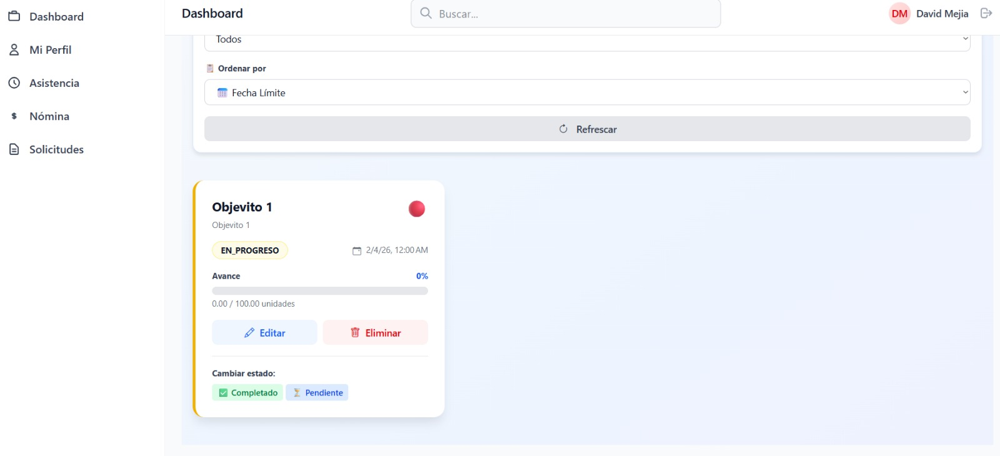 Dashboard
Mi Perfil
Asistencia
$ Nómina
Solicitudes
Dashboard
Buscar...
DM David Mejia
Todos
Ordenar por
Fecha Límite
Refrescar
Objevito 1
Objevito 1
EN_PROGRESO
2/4/26, 12:00 AM
Avance 0%
0.00 / 100.00 unidades
Editar
Eliminar
Cambiar estado:
Completado
Pendiente